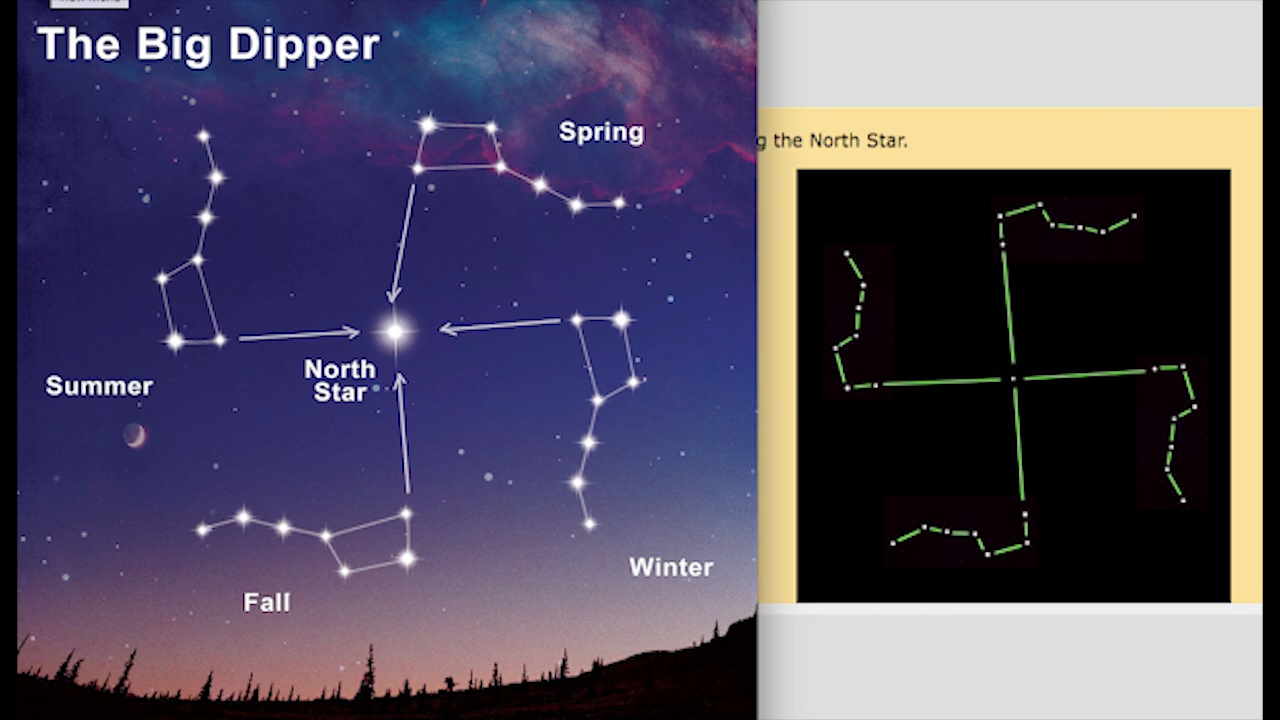 The Big Dipper
Spring
g the North Star.
North
Star
Summer
Winter
Fall